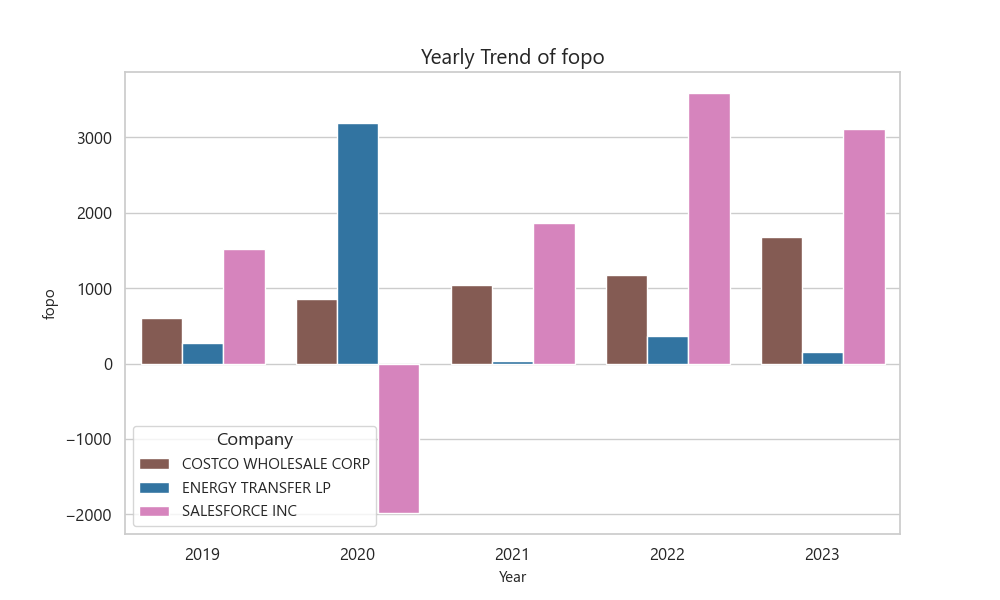 Yearly Trend of fopo
3000
2000
1000
0
−1000
−2000
fopo
Company
COSTCO WHOLESALE CORP
ENERGY TRANSFER LP
SALESFORCE INC
2019 2020 2021 2022 2023
Year